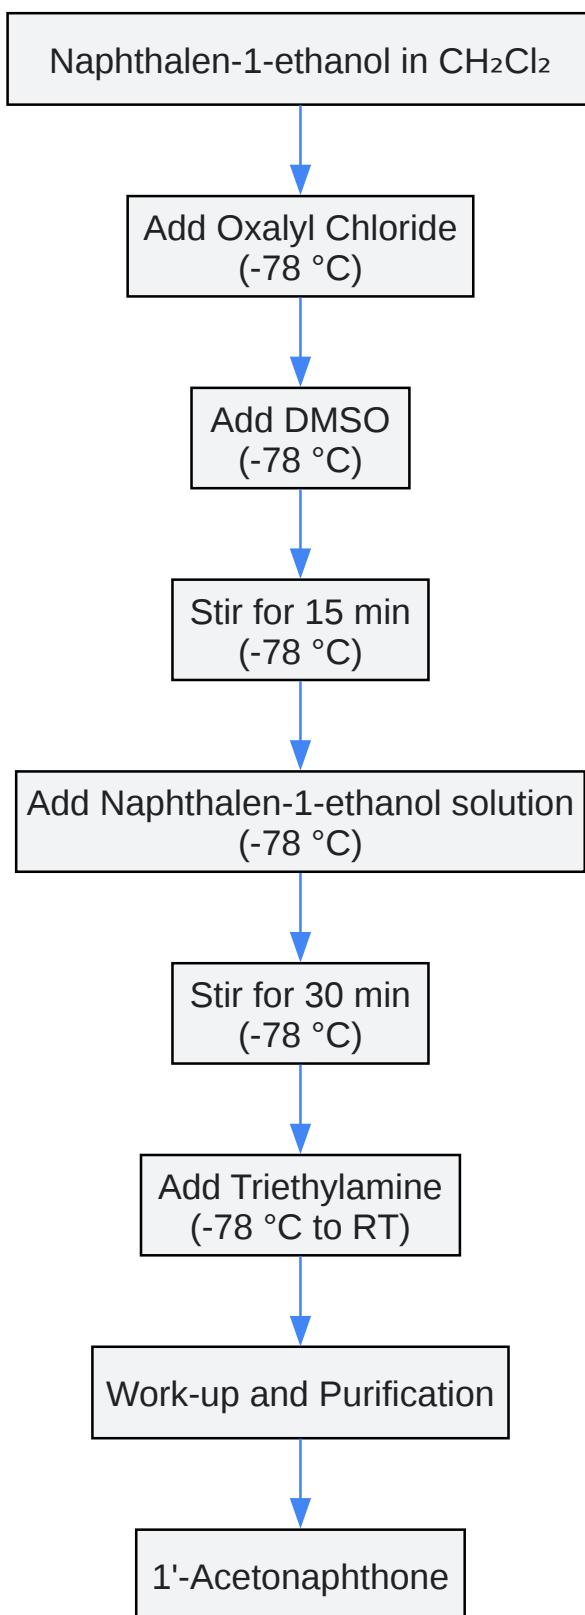 Naphthalen-1-ethanol in CH₂Cl₂
Add Oxalyl Chloride
(-78 °C)
Add DMSO
(-78 °C)
Stir for 15 min
(-78 °C)
Add Naphthalen-1-ethanol solution
(-78 °C)
Stir for 30 min
(-78 °C)
Add Triethylamine
(-78 °C to RT)
Work-up and Purification
1'-Acetonaphthone